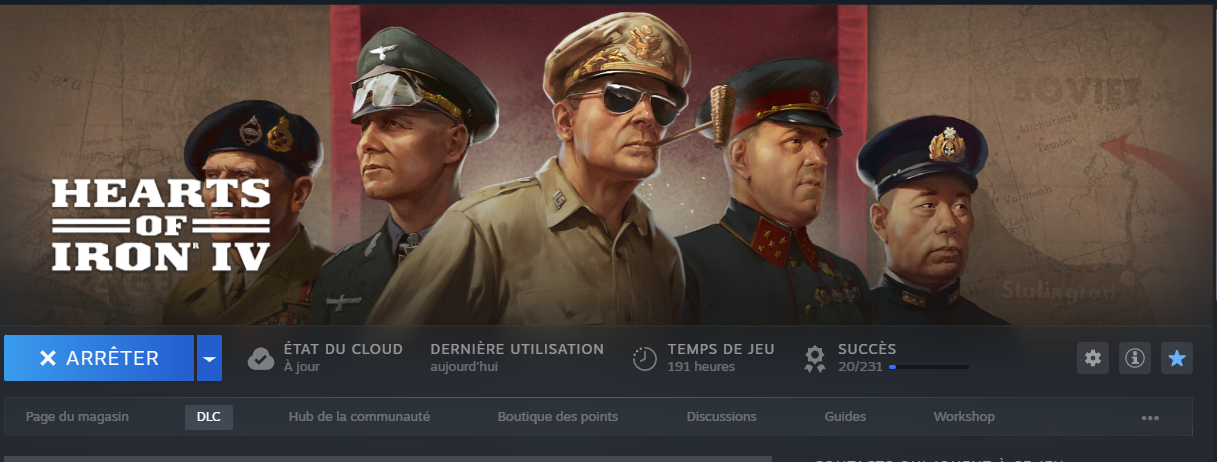 HEARTS
OF
IRON IV
Stalingrad
Tambov
ARRÊTER
ÉTAT DU CLOUD
À jour
DERNIÈRE UTILISATION
aujourd'hui
TEMPS DE JEU
191 heures
SUCCÈS
20/231
Page du magasin
DLC
Hub de la communauté
Boutique des points
Discussions
Guides
Workshop